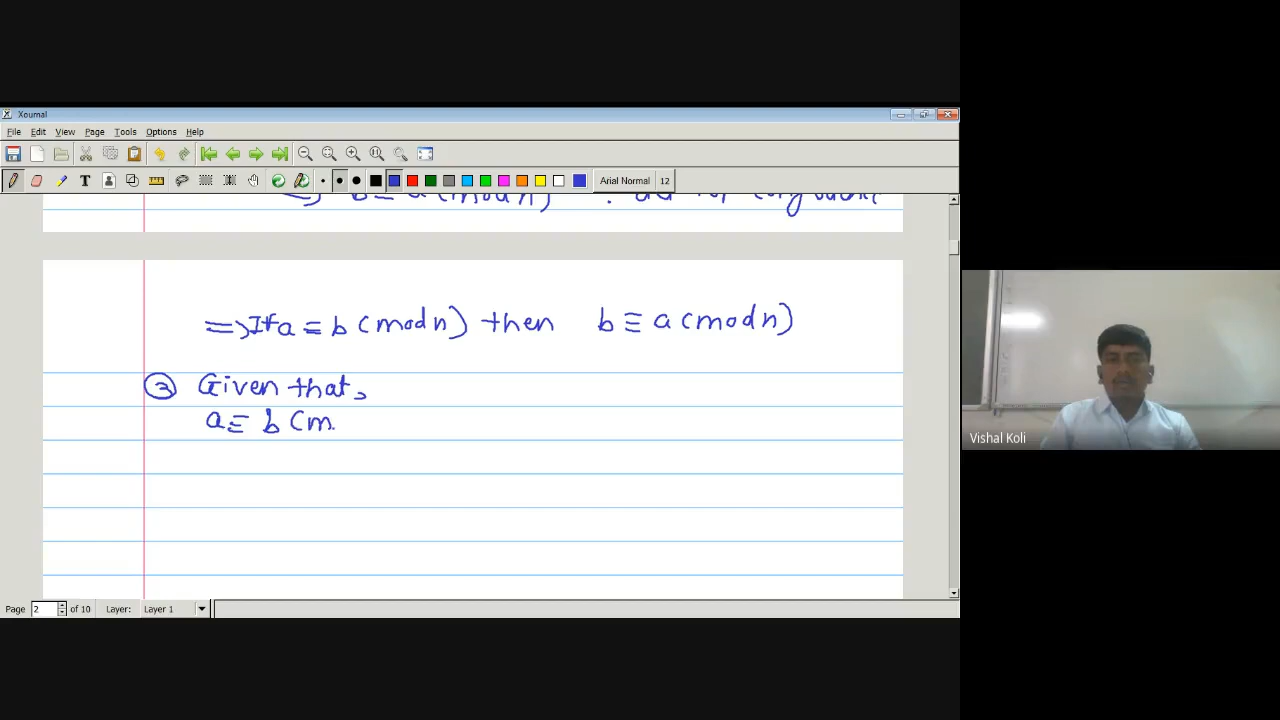 Xournal
File Edit View Page Tools Options Help
Arial Normal 12
b ≡ a (mod n)
⇒ If a ≡ b (mod n) then b ≡ a (mod n)
③ Given that,
a ≡ b (m
Vishal Koli
Page 2 of 10 Layer: Layer 1